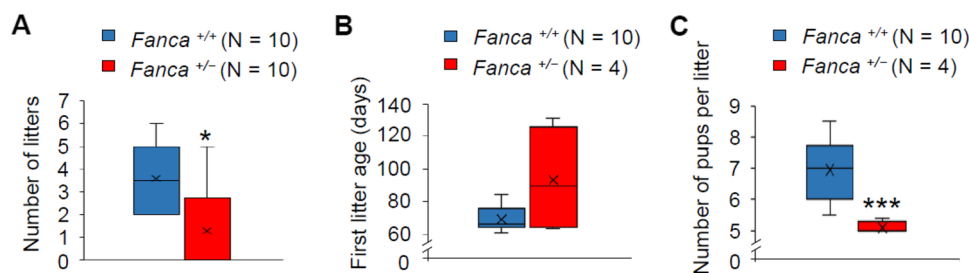 A
Fanca +/+ (N = 10)
Fanca +/− (N = 10)
Number of litters
7
6
5
4
3
2
1
0
*
B
Fanca +/+ (N = 10)
Fanca +/− (N = 4)
First litter age (days)
140
120
100
80
60
0
C
Fanca +/+ (N = 10)
Fanca +/− (N = 4)
Number of pups per litter
9
8
7
6
5
0
***